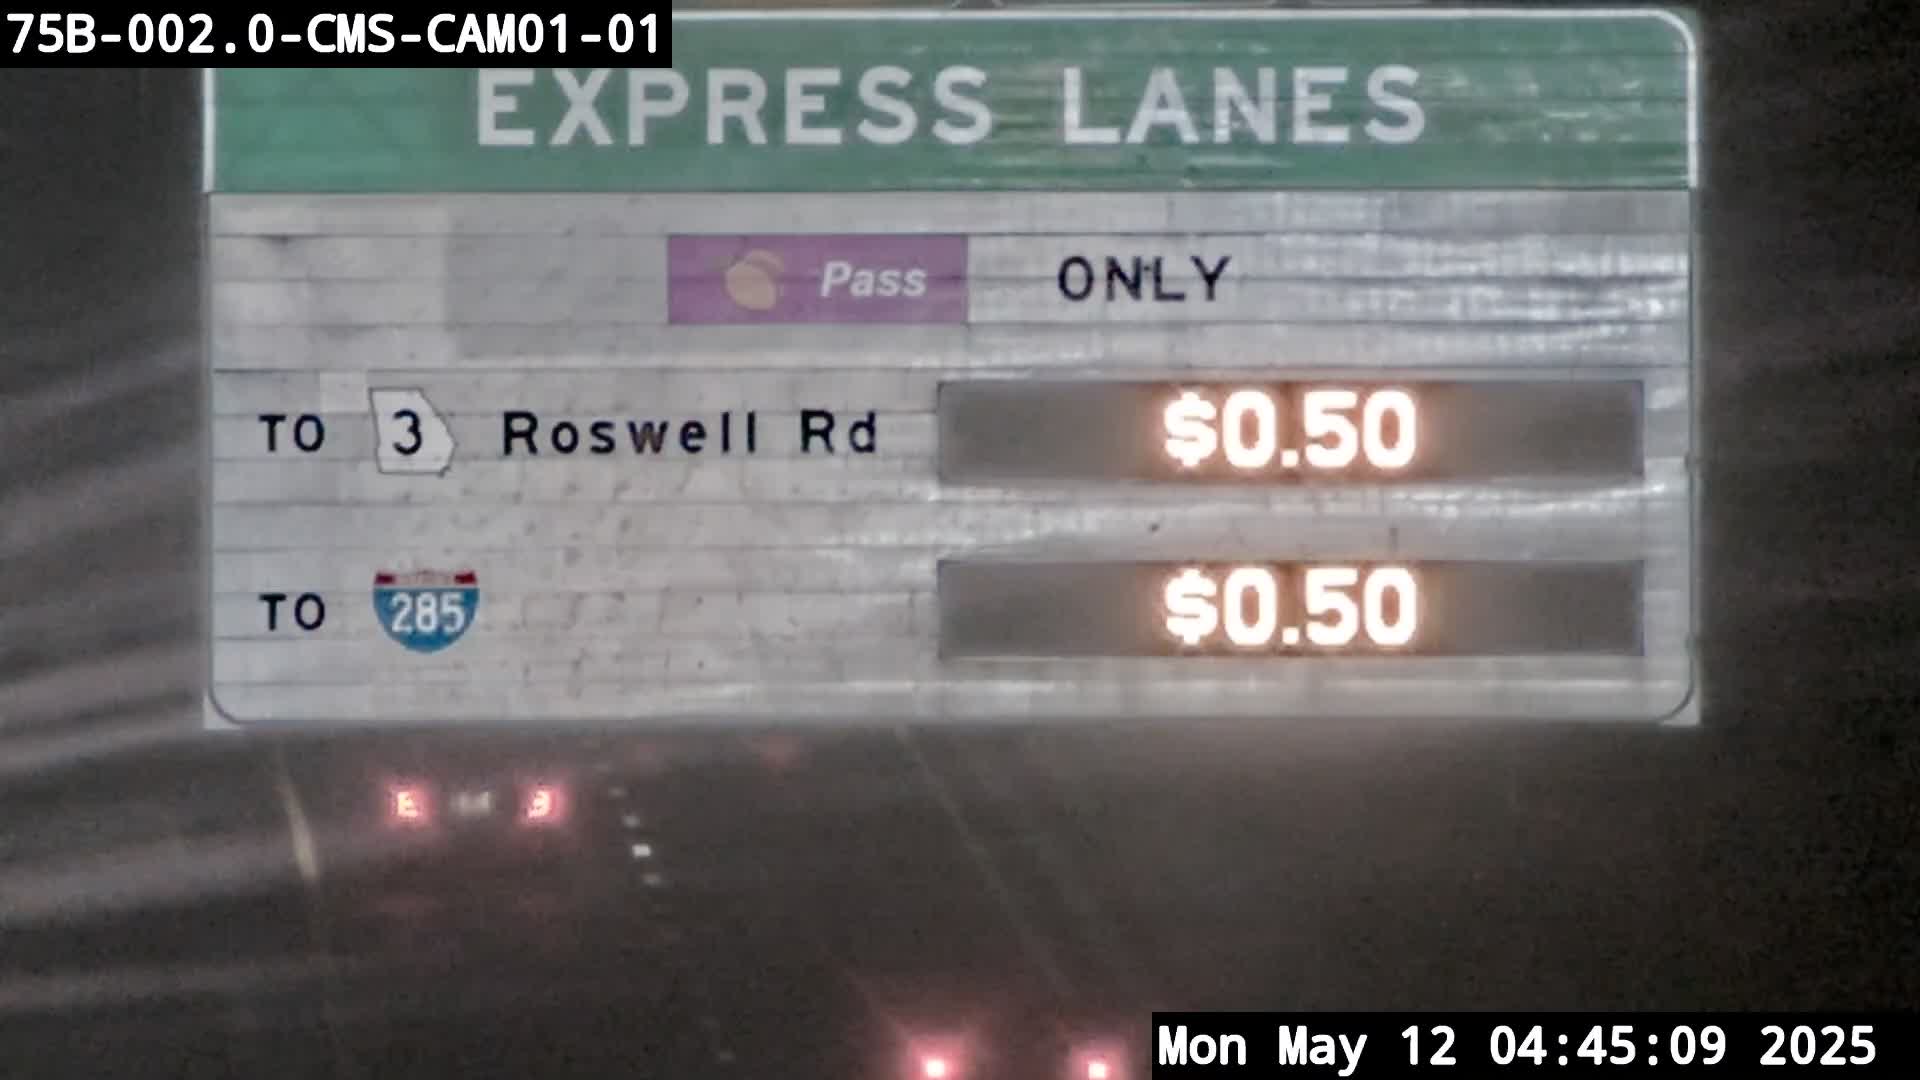 75B-002.0-CMS-CAM01-01
EXPRESS LANES
Pass ONLY
TO 3 Roswell Rd $0.50
TO 285 $0.50
Mon May 12 04:45:09 2025